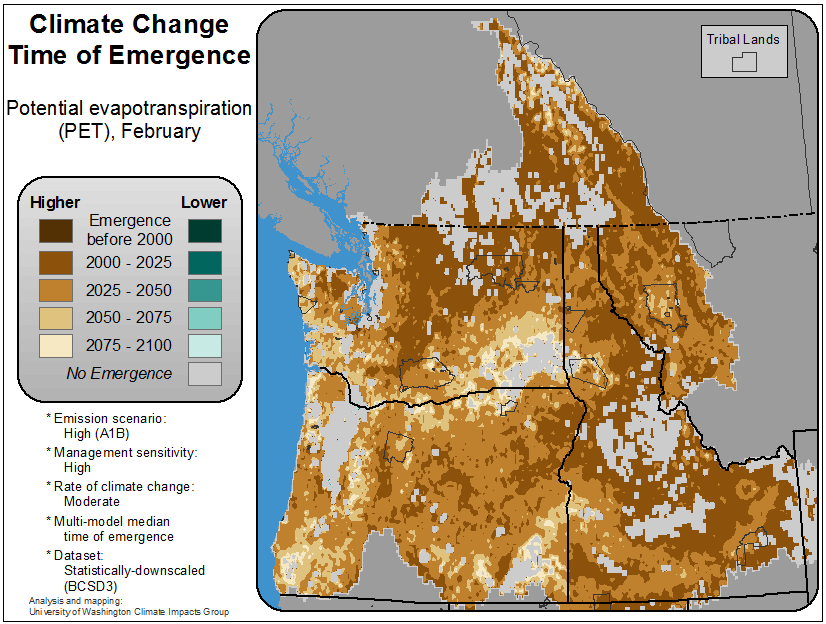 Climate Change
Time of Emergence
Potential evapotranspiration
(PET), February
Higher
Lower
Emergence
before 2000
2000 - 2025
2025 - 2050
2050 - 2075
2075 - 2100
No Emergence
* Emission scenario:
High (A1B)
* Management sensitivity:
High
* Rate of climate change:
Moderate
* Multi-model median
time of emergence
* Dataset:
Statistically-downscaled
(BCSD3)
Analysis and mapping:
University of Washington Climate Impacts Group
Tribal Lands